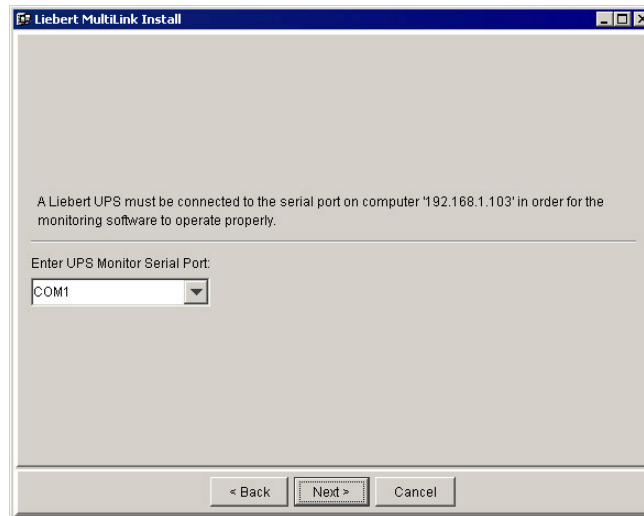 Liebert MultiLink Install
A Liebert UPS must be connected to the serial port on computer '192.168.1.103' in order for the
monitoring software to operate properly.
Enter UPS Monitor Serial Port:
COM1
< Back Next > Cancel